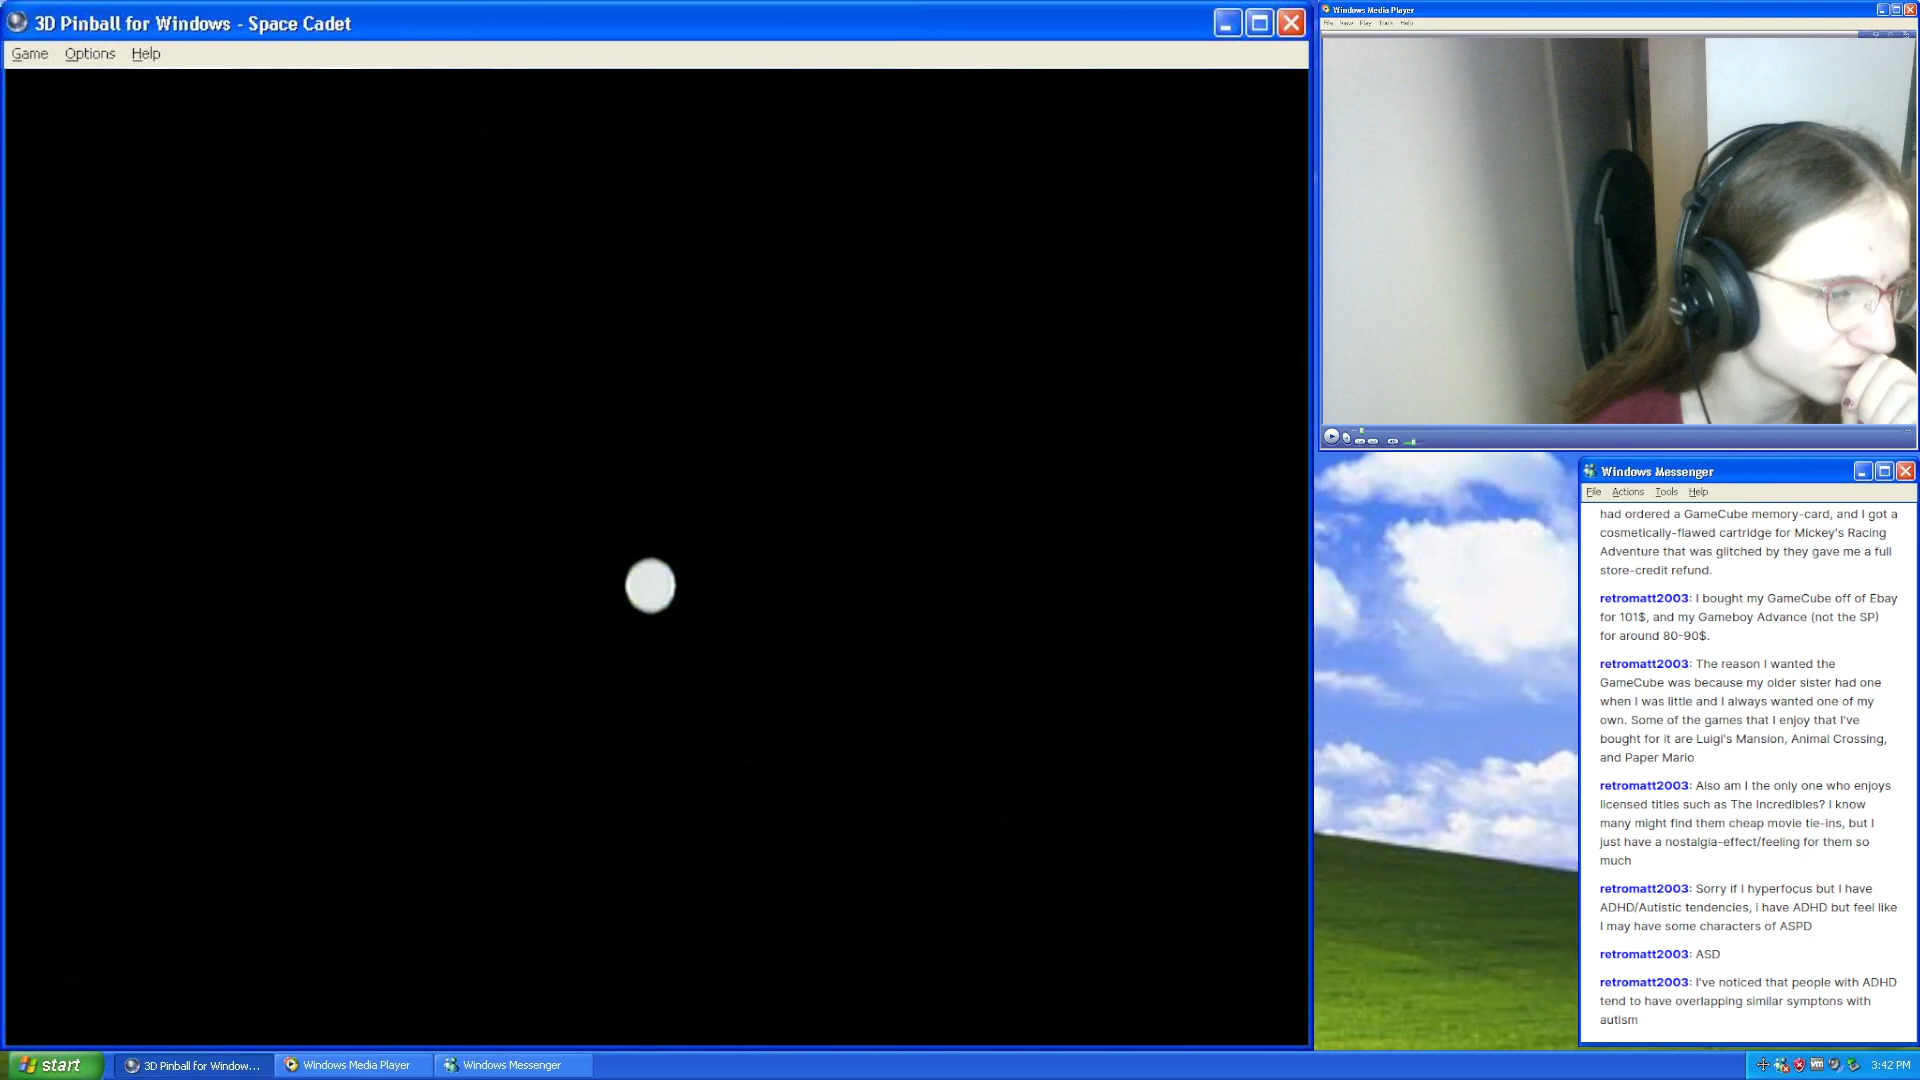 3D Pinball for Windows - Space Cadet
Game Options Help
Windows Media Player
File View Play Tools Help
Windows Messenger
File Actions Tools Help
had ordered a GameCube memory-card, and I got a
cosmetically-flawed cartridge for Mickey's Racing
Adventure that was glitched by they gave me a full
store-credit refund.
retromatt2003: I bought my GameCube off of Ebay
for 101$, and my Gameboy Advance (not the SP)
for around 80-90$.
retromatt2003: The reason I wanted the
GameCube was because my older sister had one
when I was little and I always wanted one of my
own. Some of the games that I enjoy that I've
bought for it are Luigi's Mansion, Animal Crossing,
and Paper Mario
retromatt2003: Also am I the only one who enjoys
licensed titles such as The Incredibles? I know
many might find them cheap movie tie-ins, but I
just have a nostalgia-effect/feeling for them so
much
retromatt2003: Sorry if I hyperfocus but I have
ADHD/Autistic tendencies, i have ADHD but feel like
I may have some characters of ASPD
retromatt2003: ASD
retromatt2003: I've noticed that people with ADHD
tend to have overlapping similar symptons with
autism
start
3D Pinball for Window...
Windows Media Player
Windows Messenger
3:42 PM